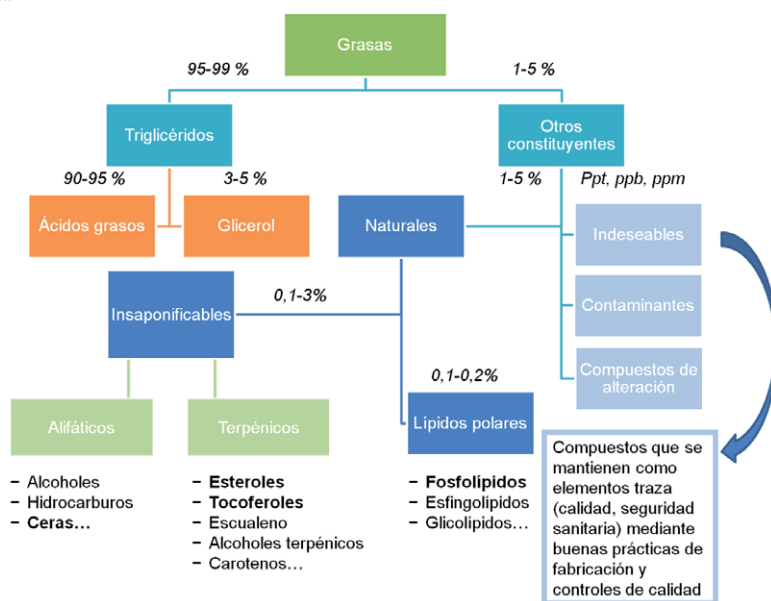 Grasas
95-99 %
1-5 %
Triglicéridos
Otros
constituyentes
90-95 %
3-5 %
1-5 %
Ppt, ppb, ppm
Ácidos grasos
Glicerol
Naturales
Indeseables
Insaponificables
0,1-3%
Contaminantes
0,1-0,2%
Compuestos de
alteración
Alifáticos
Terpénicos
Lípidos polares
− Alcoholes
− Hidrocarburos
− Ceras…
− Esteroles
− Tocoferoles
− Escualeno
− Alcoholes terpénicos
− Carotenos…
− Fosfolípidos
− Esfingolípidos
− Glicolípidos…
Compuestos que se
mantienen como
elementos traza
(calidad, seguridad
sanitaria) mediante
buenas prácticas de
fabricación y
controles de calidad